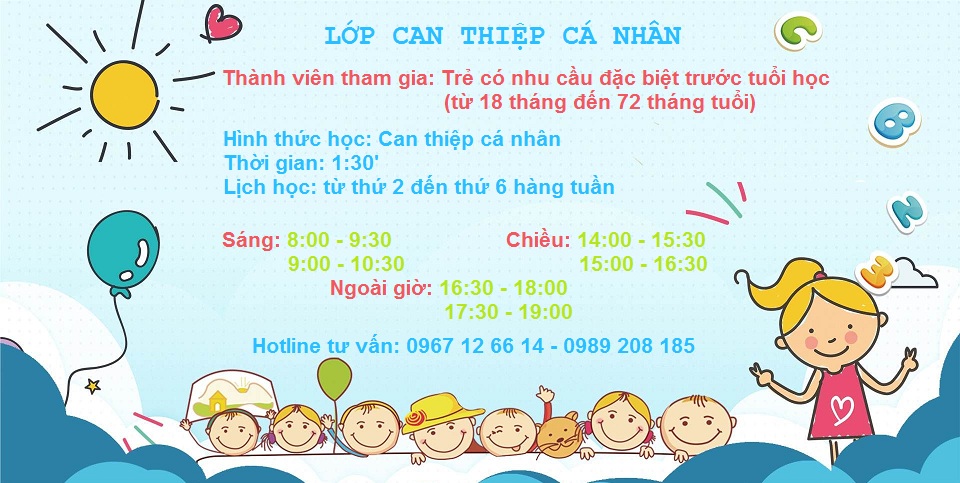 LỚP CAN THIỆP CÁ NHÂN
Thành viên tham gia: Trẻ có nhu cầu đặc biệt trước tuổi học
(từ 18 tháng đến 72 tháng tuổi)
Hình thức học: Can thiệp cá nhân
Thời gian: 1:30'
Lịch học: từ thứ 2 đến thứ 6 hàng tuần
Sáng: 8:00 - 9:30 Chiều: 14:00 - 15:30
9:00 - 10:30 15:00 - 16:30
Ngoài giờ: 16:30 - 18:00
17:30 - 19:00
Hotline tư vấn: 0967 12 66 14 - 0989 208 185